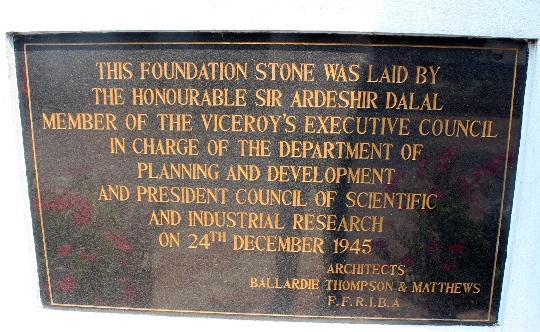 THIS FOUNDATION STONE WAS LAID BY
THE HONOURABLE SIR ARDESHIR DALAL
MEMBER OF THE VICEROY'S EXECUTIVE COUNCIL
IN CHARGE OF THE DEPARTMENT OF
PLANNING AND DEVELOPMENT
AND PRESIDENT COUNCIL OF SCIENTIFIC
AND INDUSTRIAL RESEARCH
ON 24TH DECEMBER 1945
ARCHITECTS
BALLARDIE THOMPSON & MATTHEWS
F.F.R.I.B.A